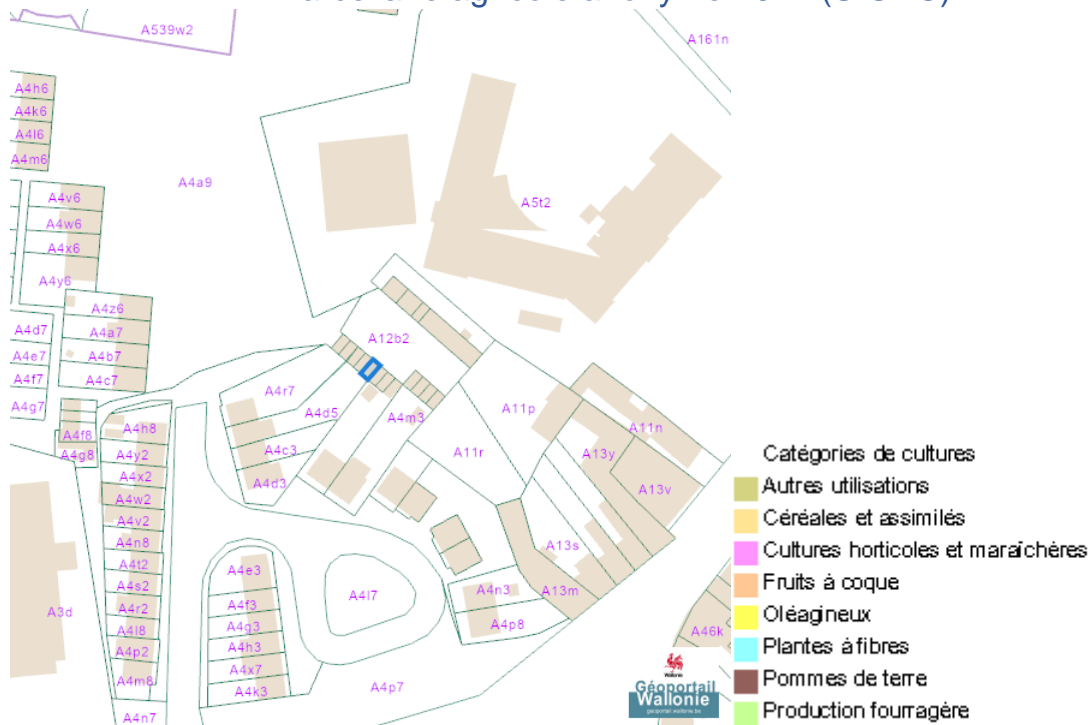 A539w2
A161n
A4h6
A4k6
A4l6
A4m6
A4a9
A4v6
A5t2
A4w6
A4x6
A4y6
A4z6
A4d7
A4a7
A12b2
A4e7
A4b7
A4f7
A4c7
A4r7
A4g7
A4d5
A4m3
A11p
A4h8
A4f8
A11n
A4g8
A4y2
A4c3
A11r
A13y
A4x2
A4d3
A13v
A4w2
A4v2
A4n8
A13s
A4t2
A4e3
A4s2
A4n3
A13m
A4l7
A3d
A4r2
A4f3
A4l8
A4g3
A4p8
A46k
A4p2
A4h3
A4x7
A4m8
A4k3
A4p7
A4n7
Wallonie
Géoportail
Wallonie
geoportail.wallonie.be
Catégories de cultures
Autres utilisations
Céréales et assimilés
Cultures horticoles et maraîchères
Fruits à coque
Oléagineux
Plantes à fibres
Pommes de terre
Production fourragère